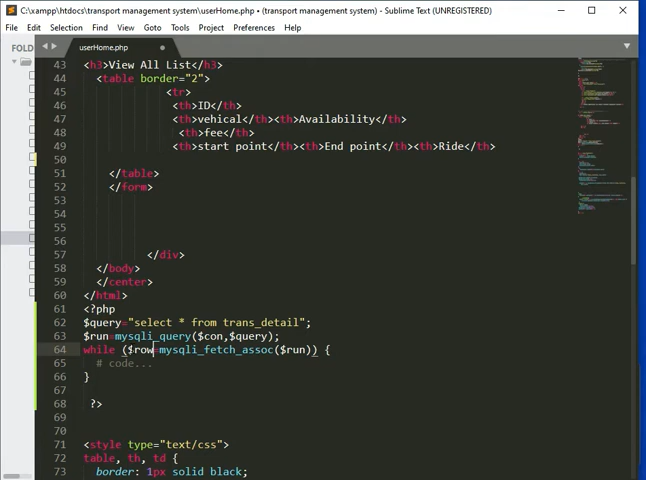 C:\xampp\htdocs\transport management system\userHome.php • (transport management system) - Sublime Text (UNREGISTERED)
File Edit Selection Find View Goto Tools Project Preferences Help
FOLD
userHome.php
43 <h3>View All List</h3>
44 <table border="2">
45 <tr>
46 <th>ID</th>
47 <th>vehical</th><th>Availability</th>
48 <th>fee</th>
49 <th>start point</th><th>End point<th>Ride</th>
50
51 </table>
52 </form>
53
54
55
56
57 </div>
58 </body>
59 </center>
60 </html>
61 <?php
62 $query="select * from trans_detail";
63 $run=mysqli_query($con,$query);
64 while ($row=mysqli_fetch_assoc($run)) {
65 # code...
66 }
67
68 ?>
69
70
71 <style type="text/css">
72 table, th, td {
73 border: 1px solid black;